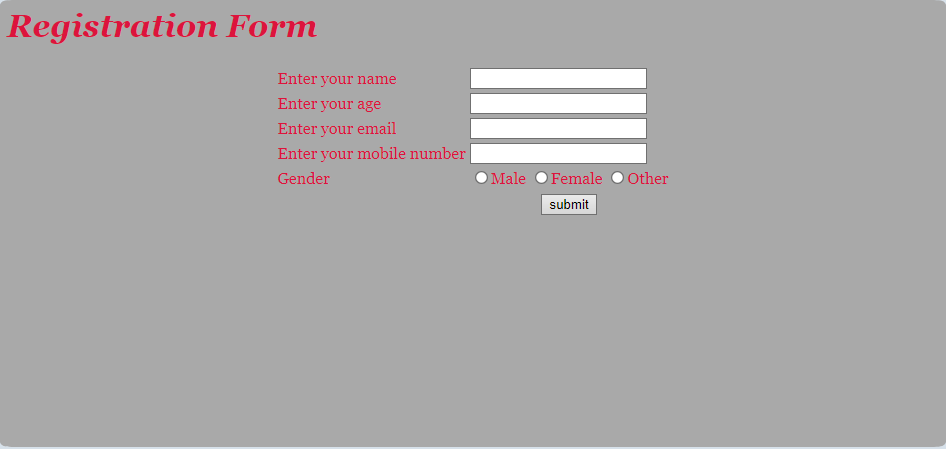 Registration Form
Enter your name
Enter your age
Enter your email
Enter your mobile number
Gender Male Female Other
submit